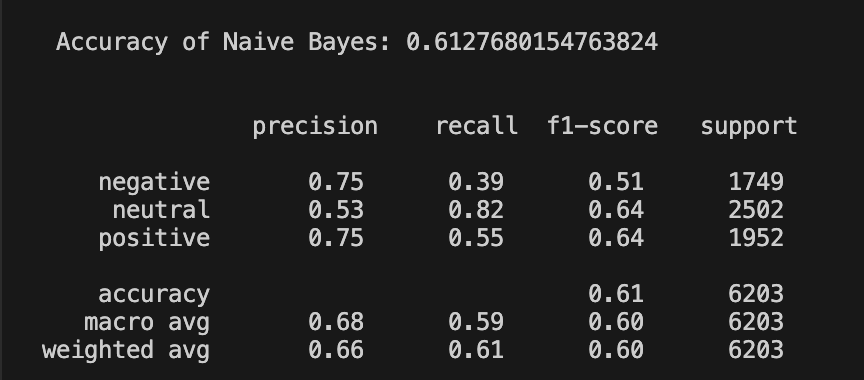 Accuracy of Naive Bayes: 0.6127680154763824
precision recall f1-score support
negative 0.75 0.39 0.51 1749
neutral 0.53 0.82 0.64 2502
positive 0.75 0.55 0.64 1952
accuracy 0.61 6203
macro avg 0.68 0.59 0.60 6203
weighted avg 0.66 0.61 0.60 6203